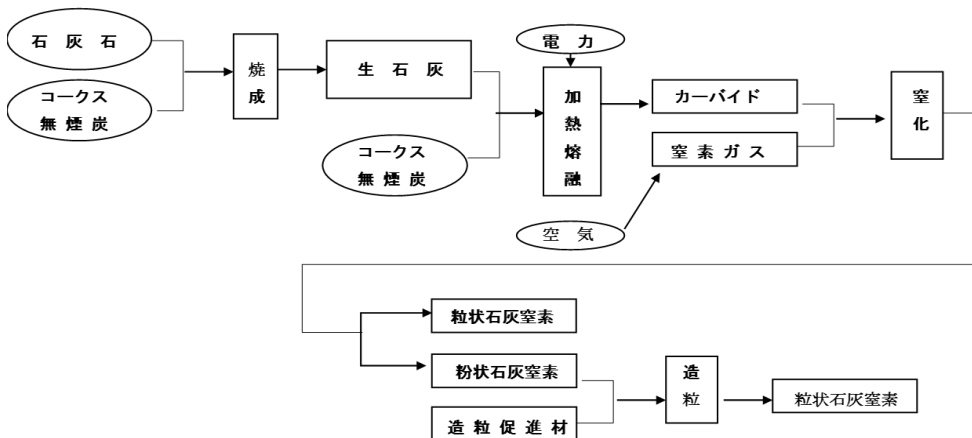 石 灰 石
コークス
無煙炭
焼成
生 石 灰
コークス
無 煙 炭
電 力
加熱熔融
カーバイド
窒 素 ガ ス
空 気
窒化
粒状石灰窒素
粉状石灰窒素
造 粒 促 進 材
造粒
粒状石灰窒素